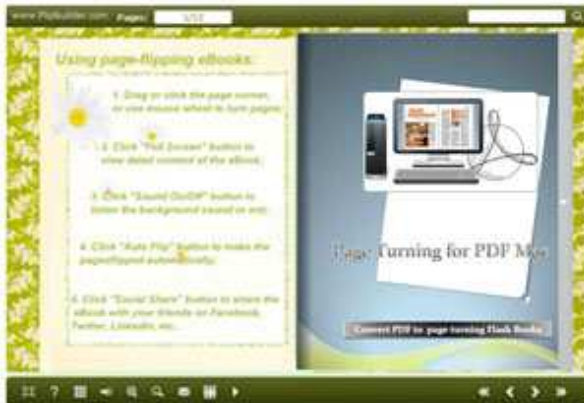 www.FlipBuilder.com Pages: 1/12
Using page-flipping eBooks:
1. Drag or click the page corner,
or use mouse wheel to turn pages;
2. Click "Full Screen" button to
view detail content of the eBook;
3. Click "Sound On/Off" button to
listen the background sound or not;
4. Click "Auto Flip" button to make the
pageflipped automatically;
5. Click "Social Share" button to share the
eBook with your friends on Facebook,
Twitter, LinkedIn, etc.
Page Turning for PDF Mac
Convert PDF to page turning Flash Books